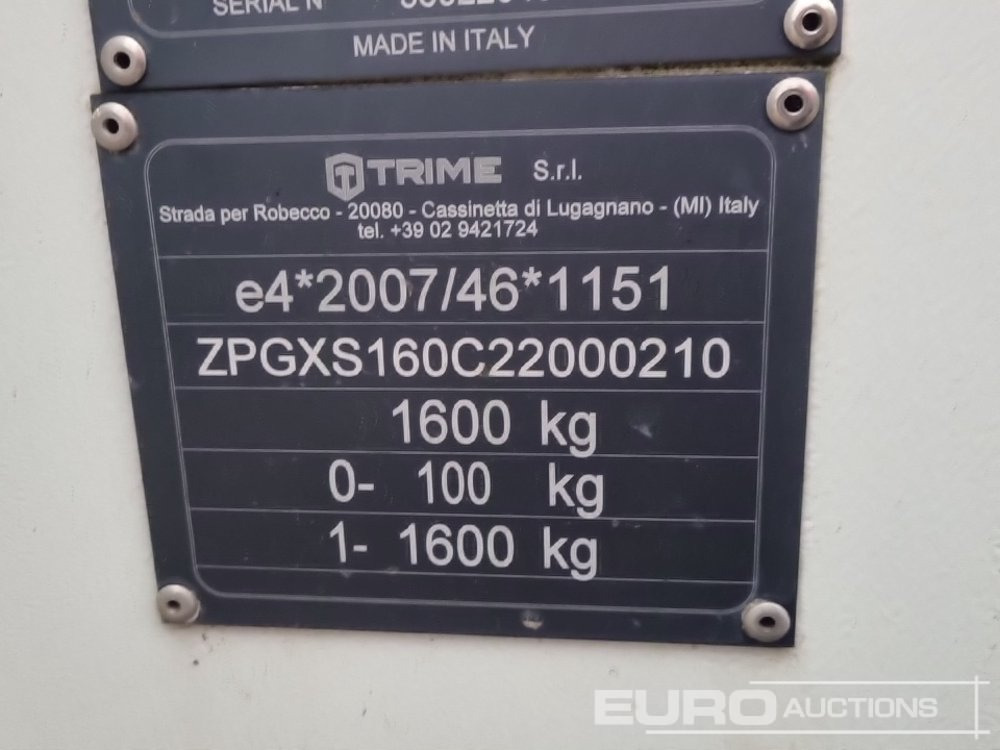 SERIAL N
MADE IN ITALY
TRIME S.r.l.
Strada per Robecco - 20080 - Cassinetta di Lugagnano - (MI) Italy
tel. +39 02 9421724
e4*2007/46*1151
ZPGXS160C22000210
1600 kg
0- 100 kg
1- 1600 kg
EURO AUCTIONS